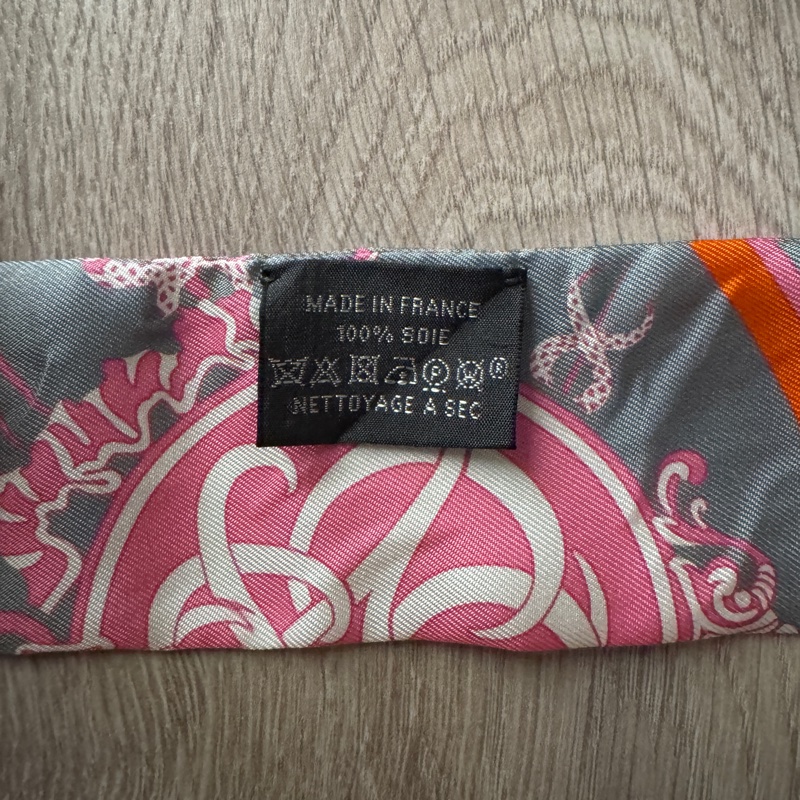 MADE IN FRANCE
100% SOIE
P W ®
NETTOYAGE A SEC